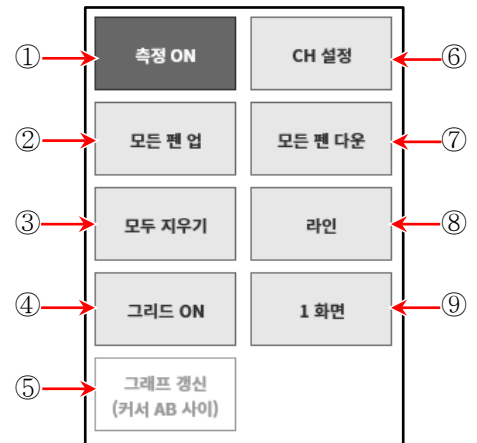 ① 측정 ON CH 설정 ⑥
② 모든 펜 업 모든 펜 다운 ⑦
③ 모두 지우기 라인 ⑧
④ 그리드 ON 1 화면 ⑨
⑤ 그래프 갱신
(커서 AB 사이)